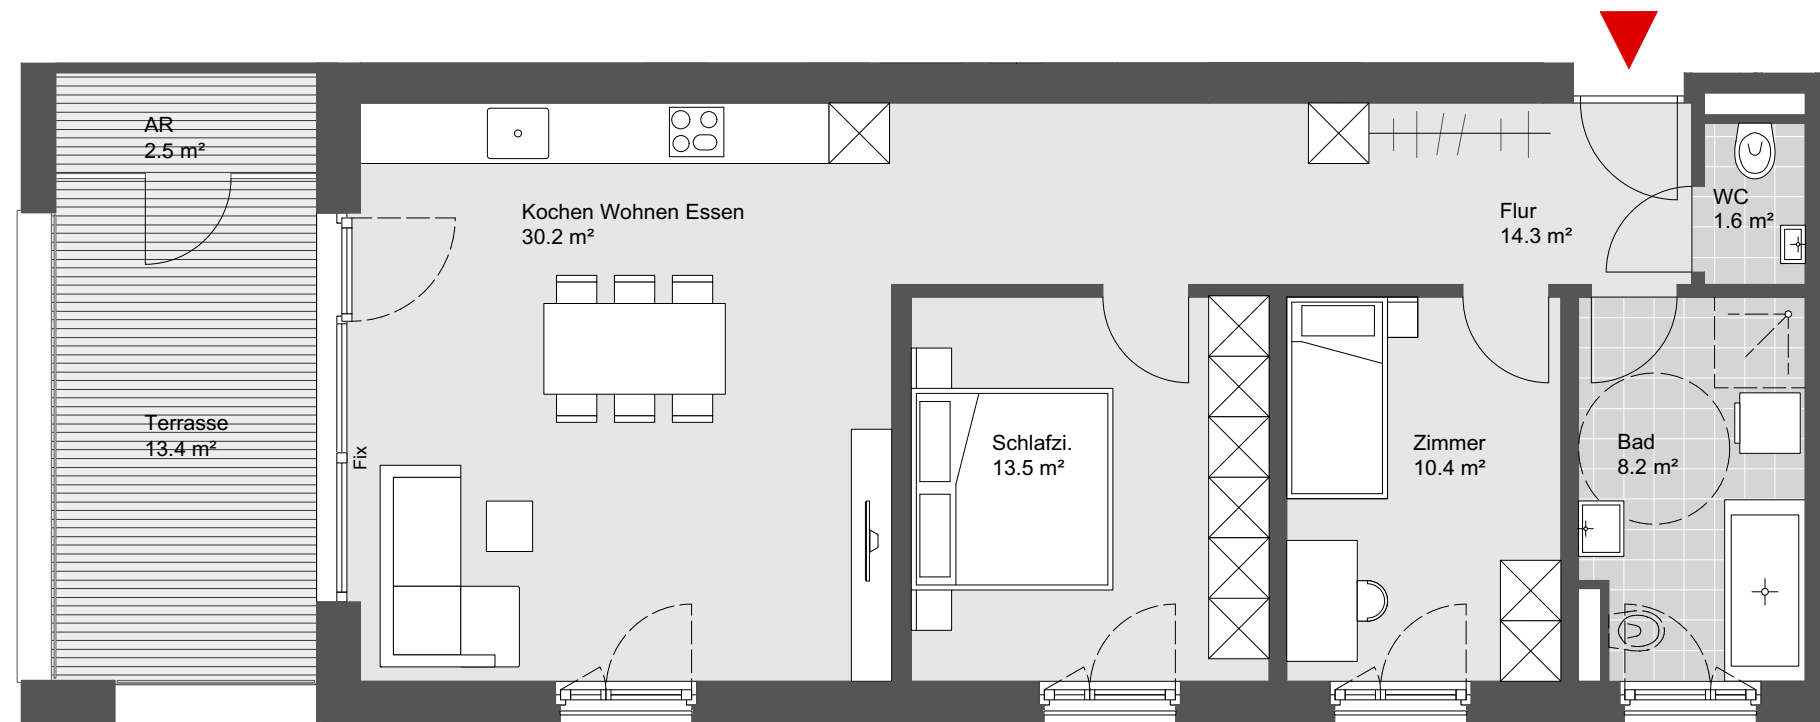 AR
2.5 m²
Kochen Wohnen Essen
30.2 m²
Flur
14.3 m²
WC
1.6 m²
Terrasse
13.4 m²
Fix
Schlafzi.
13.5 m²
Zimmer
10.4 m²
Bad
8.2 m²